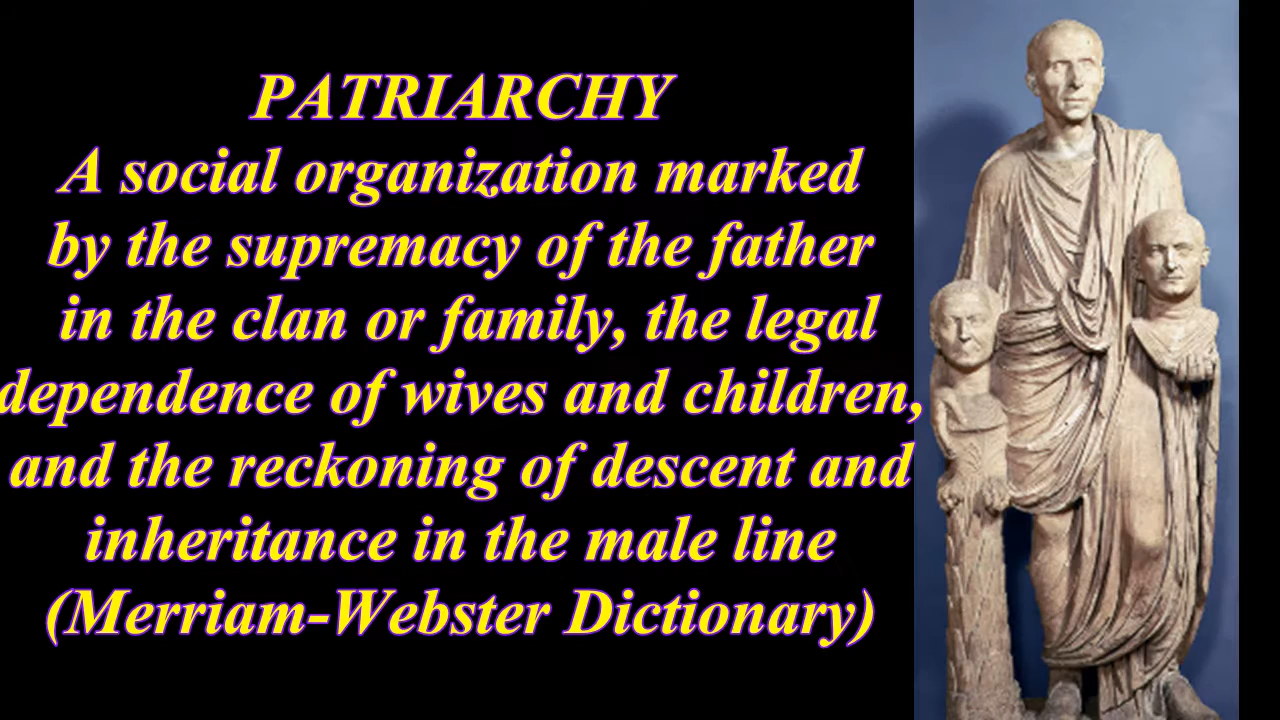 PATRIARCHY
A social organization marked
by the supremacy of the father
in the clan or family, the legal
dependence of wives and children,
and the reckoning of descent and
inheritance in the male line
(Merriam-Webster Dictionary)